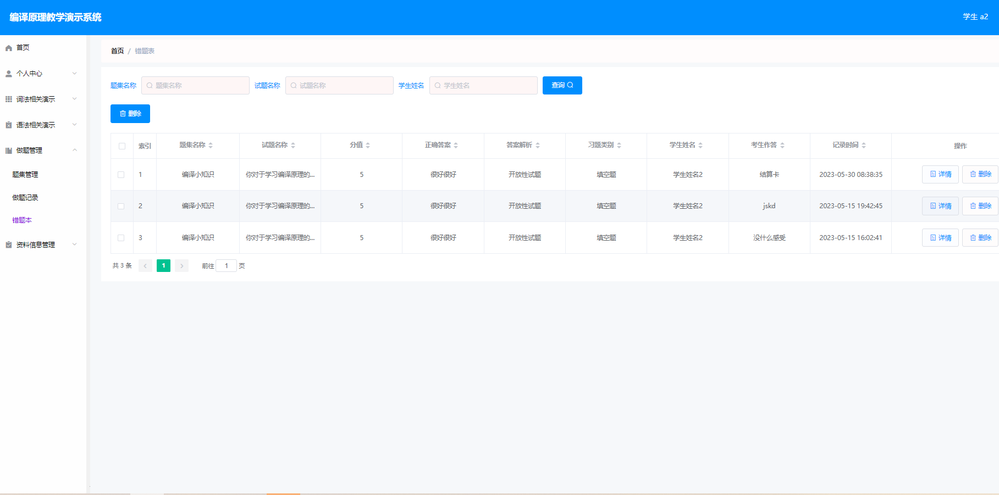 编译原理教学演示系统
学生 a2
首页
个人中心
词法相关演示
语法相关演示
做题管理
题集管理
做题记录
错题本
资料信息管理
首页 / 错题表
题集名称 题集名称 试题名称 试题名称 学生姓名 学生姓名 查询
删除
索引 题集名称 试题名称 分值 正确答案 答案解析 习题类别 学生姓名 考生作答 记录时间 操作
1 编译小知识 你对于学习编译原理的... 5 很好很好 开放性试题 填空题 学生姓名2 结算卡 2023-05-30 08:38:35 详情 删除
2 编译小知识 你对于学习编译原理的... 5 很好很好 开放性试题 填空题 学生姓名2 jskd 2023-05-15 19:42:45 详情 删除
3 编译小知识 你对于学习编译原理的... 5 很好很好 开放性试题 填空题 学生姓名2 没什么感受 2023-05-15 16:02:41 详情 删除
共 3 条 1 前往 1 页